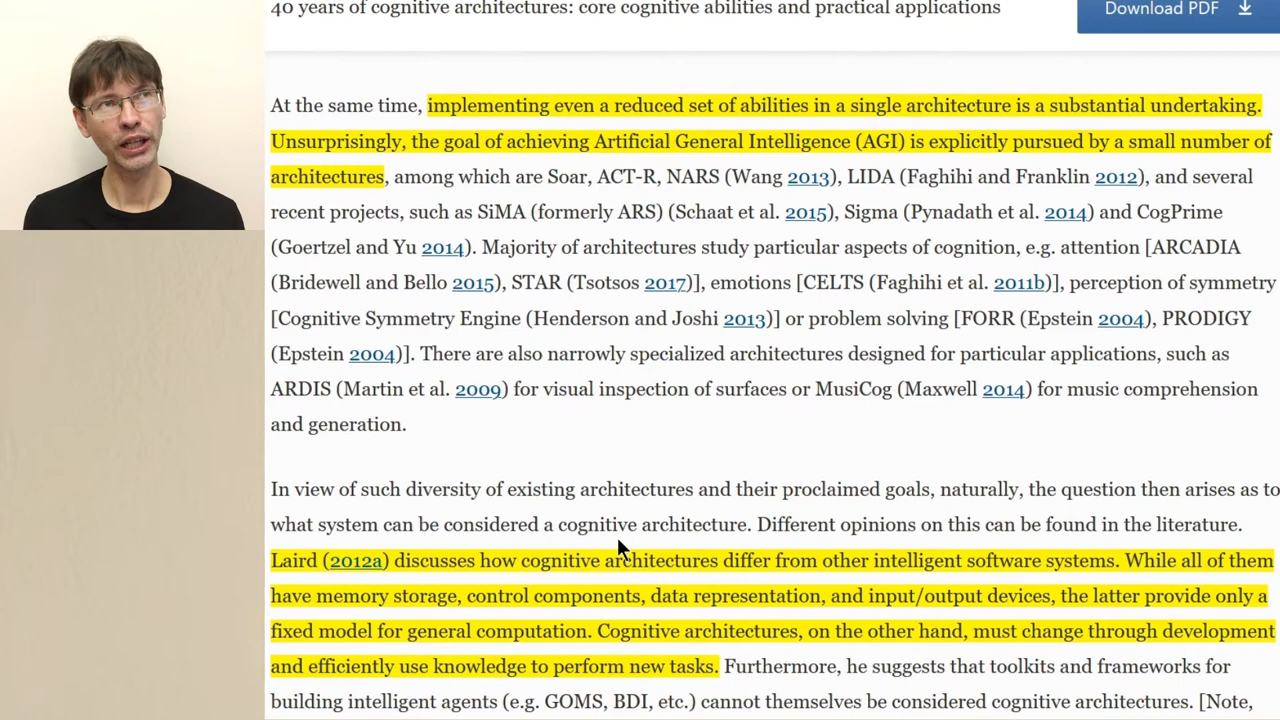 40 years of cognitive architectures: core cognitive abilities and practical applications
Download PDF
At the same time, implementing even a reduced set of abilities in a single architecture is a substantial undertaking.
Unsurprisingly, the goal of achieving Artificial General Intelligence (AGI) is explicitly pursued by a small number of
architectures, among which are Soar, ACT-R, NARS (Wang 2013), LIDA (Faghihi and Franklin 2012), and several
recent projects, such as SiMA (formerly ARS) (Schaat et al. 2015), Sigma (Pynadath et al. 2014) and CogPrime
(Goertzel and Yu 2014). Majority of architectures study particular aspects of cognition, e.g. attention [ARCADIA
(Bridewell and Bello 2015), STAR (Tsotsos 2017)], emotions [CELTS (Faghihi et al. 2011b)], perception of symmetry
[Cognitive Symmetry Engine (Henderson and Joshi 2013)] or problem solving [FORR (Epstein 2004), PRODIGY
(Epstein 2004)]. There are also narrowly specialized architectures designed for particular applications, such as
ARDIS (Martin et al. 2009) for visual inspection of surfaces or MusiCog (Maxwell 2014) for music comprehension
and generation.
In view of such diversity of existing architectures and their proclaimed goals, naturally, the question then arises as to
what system can be considered a cognitive architecture. Different opinions on this can be found in the literature.
Laird (2012a) discusses how cognitive architectures differ from other intelligent software systems. While all of them
have memory storage, control components, data representation, and input/output devices, the latter provide only a
fixed model for general computation. Cognitive architectures, on the other hand, must change through development
and efficiently use knowledge to perform new tasks. Furthermore, he suggests that toolkits and frameworks for
building intelligent agents (e.g. GOMS, BDI, etc.) cannot themselves be considered cognitive architectures. [Note,